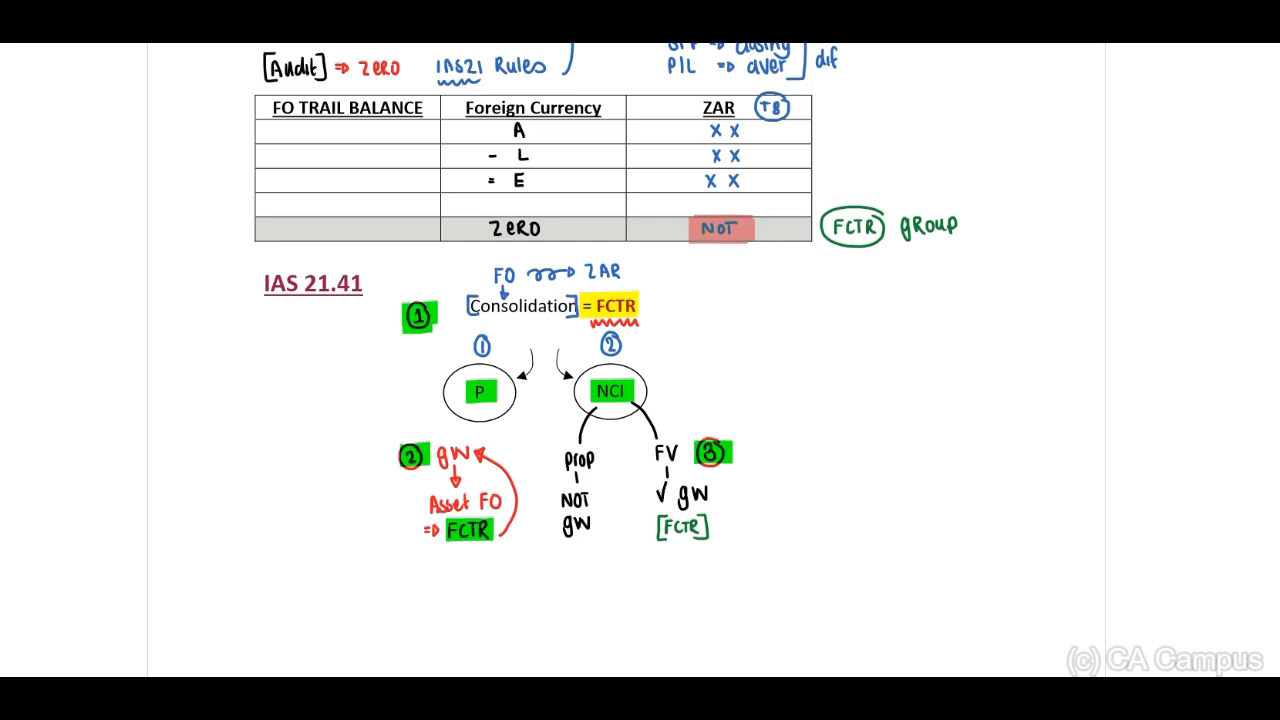 [Audit] ⇒ ZERO IAS21 Rules
SFP ⇒ closing
P/L ⇒ aver dif
FO TRAIL BALANCE Foreign Currency ZAR TB
A X X
- L X X
= E X X
ZERO NOT FCTR group
IAS 21.41
FO → ZAR
1 [Consolidation] = FCTR
1 2
P NCI
2 gW prop FV 3
Asset FO NOT √ gW
⇒ FCTR gW [FCTR]
(c) CA Campus